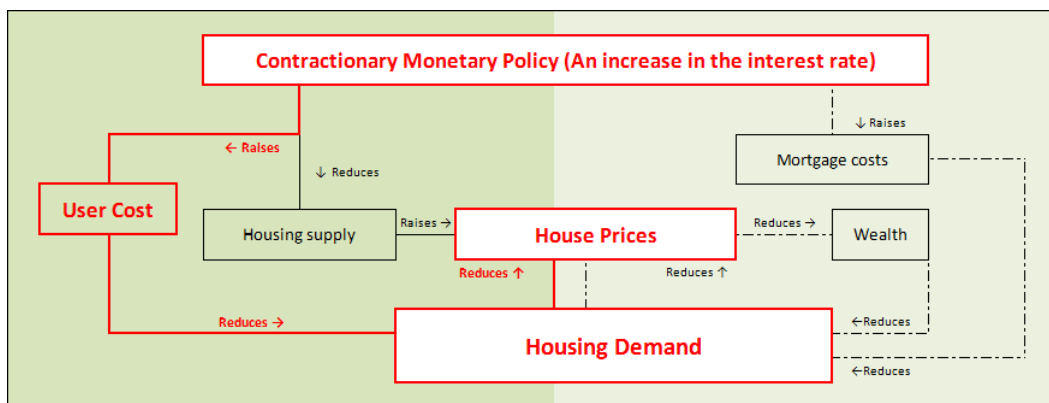 Contractionary Monetary Policy (An increase in the interest rate)
← Raises
↓ Raises
Mortgage costs
↓ Reduces
User Cost
Housing supply
Raises →
House Prices
Reduces →
Wealth
Reduces ↑
Reduces ↑
Reduces →
←Reduces
Housing Demand
←Reduces